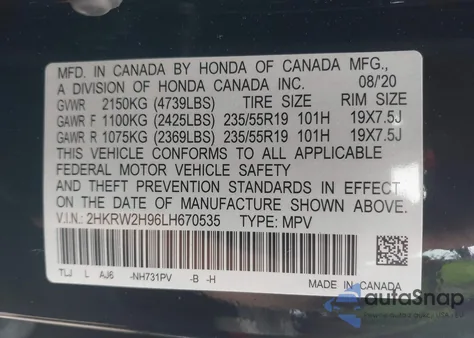 MFD. IN CANADA BY HONDA OF CANADA MFG.,
A DIVISION OF HONDA CANADA INC. 08/20
GVWR 2150KG (4739LBS) TIRE SIZE RIM SIZE
GAWR F 1100KG (2425LBS) 235/55R19 101H 19X7.5J
GAWR R 1075KG (2369LBS) 235/55R19 101H 19X7.5J
THIS VEHICLE CONFORMS TO ALL APPLICABLE
FEDERAL MOTOR VEHICLE SAFETY
AND THEFT PREVENTION STANDARDS IN EFFECT
ON THE DATE OF MANUFACTURE SHOWN ABOVE.
V.I.N.: 2HKRW2H96LH670535 TYPE: MPV
TLJ L AJ6 -NH731PV -B -H
MADE IN CANADA
autaSnap